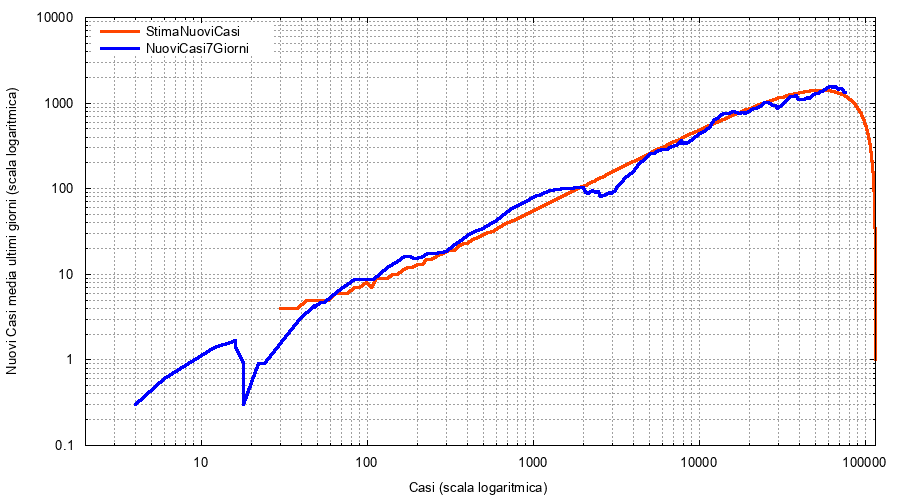 StimaNuoviCasi
NuoviCasi7Giorni
10000
1000
100
10
1
0.1
Nuovi Casi media ultimi giorni (scala logaritmica)
10
100
1000
10000
100000
Casi (scala logaritmica)